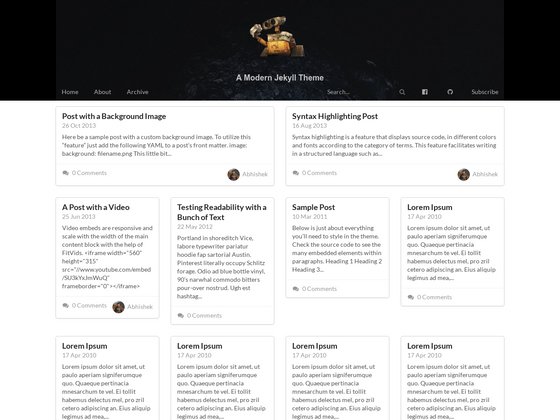 A Modern Jekyll Theme
Home About Archive Search... Subscribe
Post with a Background Image
26 Oct 2013
Here be a sample post with a custom background image. To utilize this
"feature" just add the following YAML to a post's front matter. image:
background: filename.png This little bit...
0 Comments Abhishek
Syntax Highlighting Post
16 Aug 2013
Syntax highlighting is a feature that displays source code, in different colors
and fonts according to the category of terms. This feature facilitates writing
in a structured language such as...
0 Comments Abhishek
A Post with a Video
25 Jun 2013
Video embeds are responsive and
scale with the width of the main
content block with the help of
FitVids. <iframe width="560"
height="315"
src="//www.youtube.com/embed
/SU3kYxJmWuQ"
frameborder="0"></iframe>
0 Comments Abhishek
Testing Readability with a
Bunch of Text
22 May 2012
Portland in shoreditch Vice,
labore typewriter pariatur
hoodie fap sartorial Austin.
Pinterest literally occupy Schlitz
forage. Odio ad blue bottle vinyl,
90's narwhal commodo bitters
pour-over nostrud. Ugh est
hashtag...
0 Comments
Sample Post
10 Mar 2011
Below is just about everything
you'll need to style in the theme.
Check the source code to see the
many embedded elements within
paragraphs. Heading 1 Heading 2
Heading 3...
0 Comments
Lorem Ipsum
17 Apr 2010
Lorem ipsum dolor sit amet, ut
paulo aperiam signiferumque
quo. Quaeque pertinacia
mnesarchum te est. Ei tollit
habemus delectus mel, pro zril
cetero adipiscing an. Eius aliquip
legimus ad meа,...
0 Comments
Lorem Ipsum
17 Apr 2010
Lorem ipsum dolor sit amet, ut
paulo aperiam signiferumque
quo. Quaeque pertinacia
mnesarchum te est. Ei tollit
habemus delectus mel, pro zril
cetero adipiscing an. Eius aliquip
legimus ad mea,...
Lorem Ipsum
17 Apr 2010
Lorem ipsum dolor sit amet, ut
paulo aperiam signiferumque
quo. Quaeque pertinacia
mnesarchum te est. Ei tollit
habemus delectus mel, pro zril
cetero adipiscing an. Eius aliquip
legimus ad mea,...
Lorem Ipsum
17 Apr 2010
Lorem ipsum dolor sit amet, ut
paulo aperiam signiferumque
quo. Quaeque pertinacia
mnesarchum te est. Ei tollit
habemus delectus mel, pro zril
cetero adipiscing an. Eius aliquip
legimus ad mea,...
Lorem Ipsum
17 Apr 2010
Lorem ipsum dolor sit amet, ut
paulo aperiam signiferumque
quo. Quaeque pertinacia
mnesarchum te est. Ei tollit
habemus delectus mel, pro zril
cetero adipiscing an. Eius aliquip
legimus ad mea,...